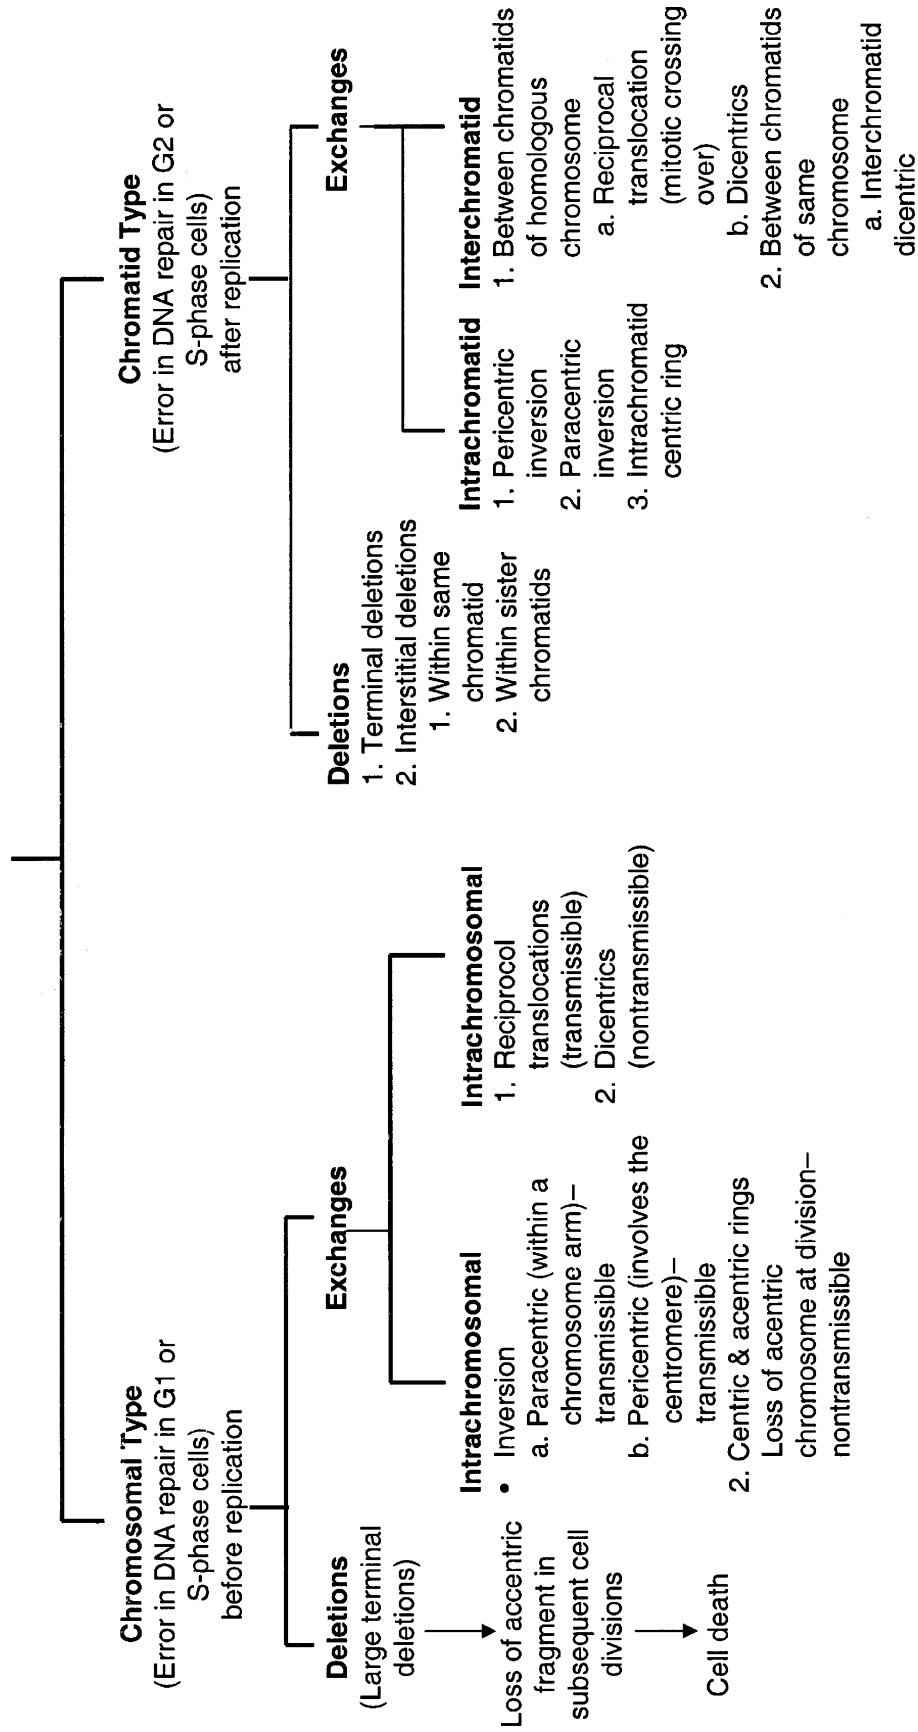 Chromosomal Type
(Error in DNA repair in G1 or
S-phase cells)
before replication
Deletions
(Large terminal
deletions)
Loss of accentric
fragment in
subsequent cell
divisions
Cell death
Exchanges
Intrachromosomal
• Inversion
a. Paracentric (within a
chromosome arm)–
transmissible
b. Pericentric (involves the
centromere)–
transmissible
2. Centric & acentric rings
Loss of acentric
chromosome at division–
nontransmissible
Intrachromosomal
1. Reciprocol
translocations
(transmissible)
2. Dicentrics
(nontransmissible)
Chromatid Type
(Error in DNA repair in G2 or
S-phase cells)
after replication
Deletions
1. Terminal deletions
2. Interstitial deletions
1. Within same
chromatid
2. Within sister
chromatids
Exchanges
Intrachromatid
1. Pericentric
inversion
2. Paracentric
inversion
3. Intrachromatid
centric ring
Interchromatid
1. Between chromatids
of homologous
chromosome
a. Reciprocal
translocation
(mitotic crossing
over)
b. Dicentrics
2. Between chromatids
of same
chromosome
a. Interchromatid
dicentric